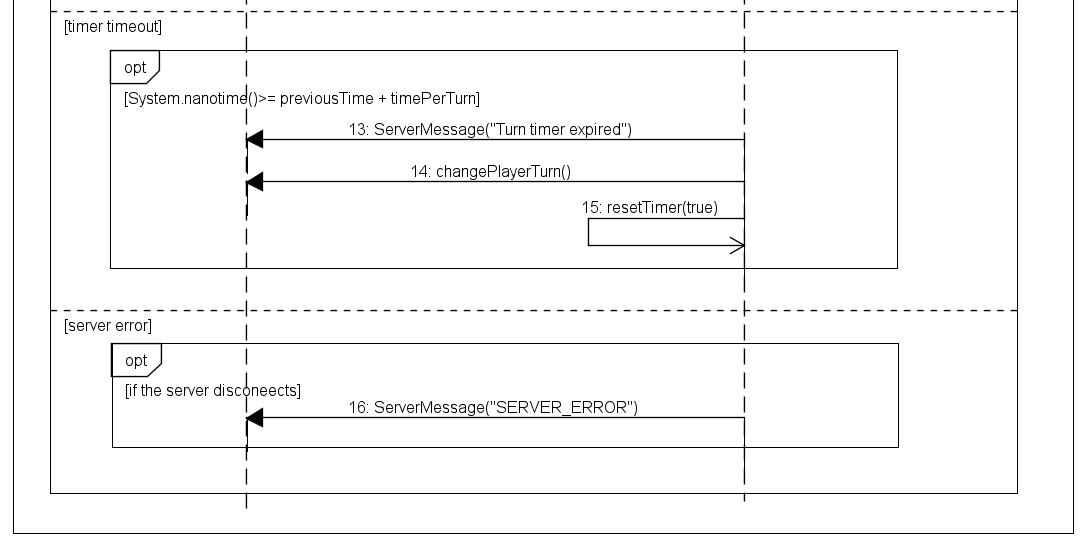 [timer timeout]
opt
[System.nanotime()>= previousTime + timePerTurn]
13: ServerMessage("Turn timer expired")
14: changePlayerTurn()
15: resetTimer(true)
[server error]
opt
[if the server disconeects]
16: ServerMessage("SERVER_ERROR")